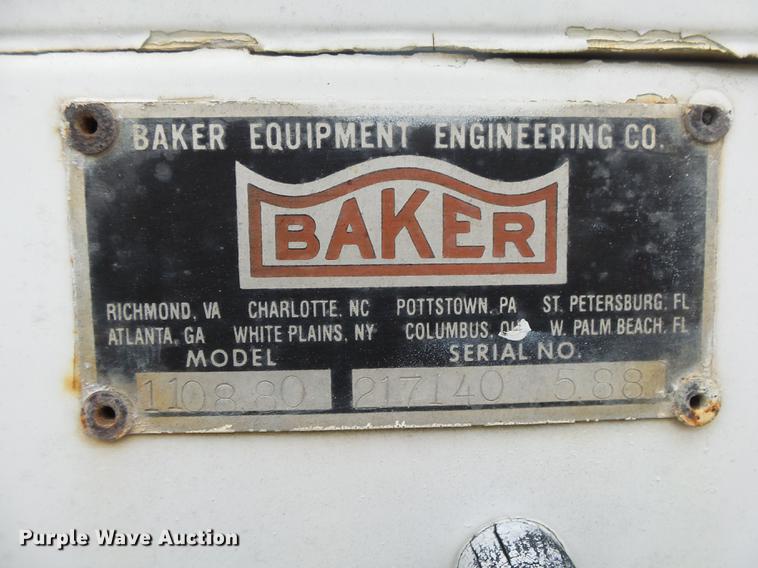 BAKER EQUIPMENT ENGINEERING CO.
BAKER
RICHMOND, VA CHARLOTTE, NC POTTSTOWN, PA ST. PETERSBURG, FL
ATLANTA, GA WHITE PLAINS, NY COLUMBUS, W. PALM BEACH, FL
MODEL SERIAL NO.
110880 217140 588
Purple Wave Auction